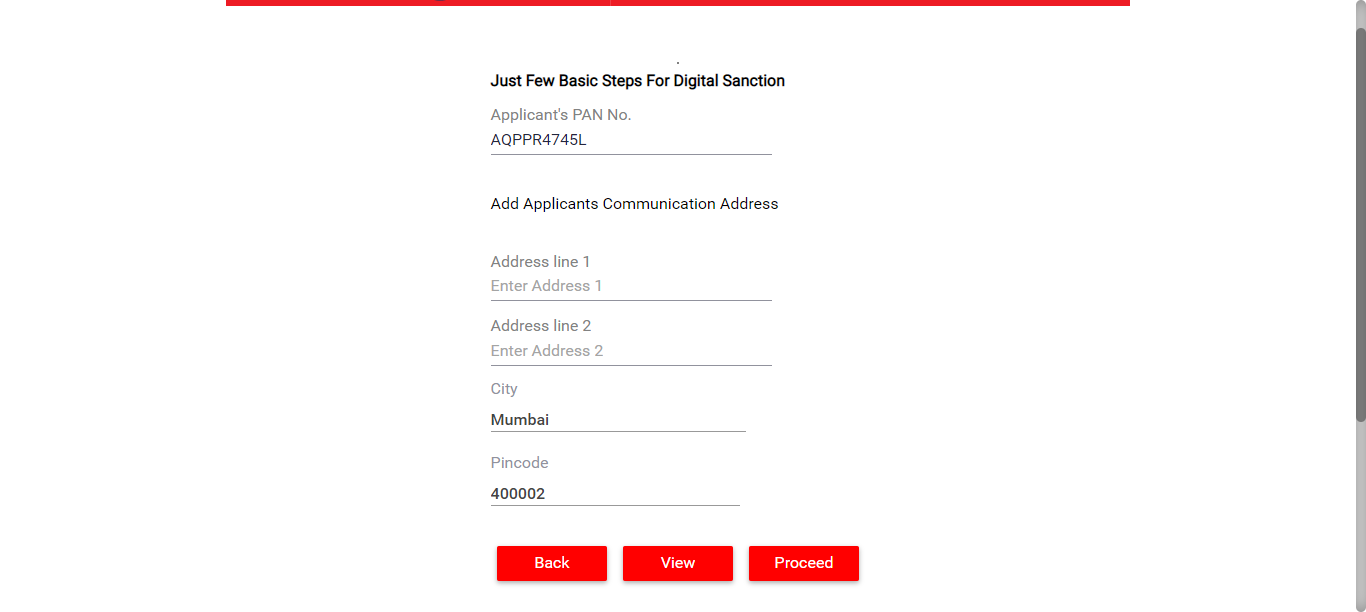 Just Few Basic Steps For Digital Sanction
Applicant's PAN No.
AQPPR4745L
Add Applicants Communication Address
Address line 1
Enter Address 1
Address line 2
Enter Address 2
City
Mumbai
Pincode
400002
Back View Proceed